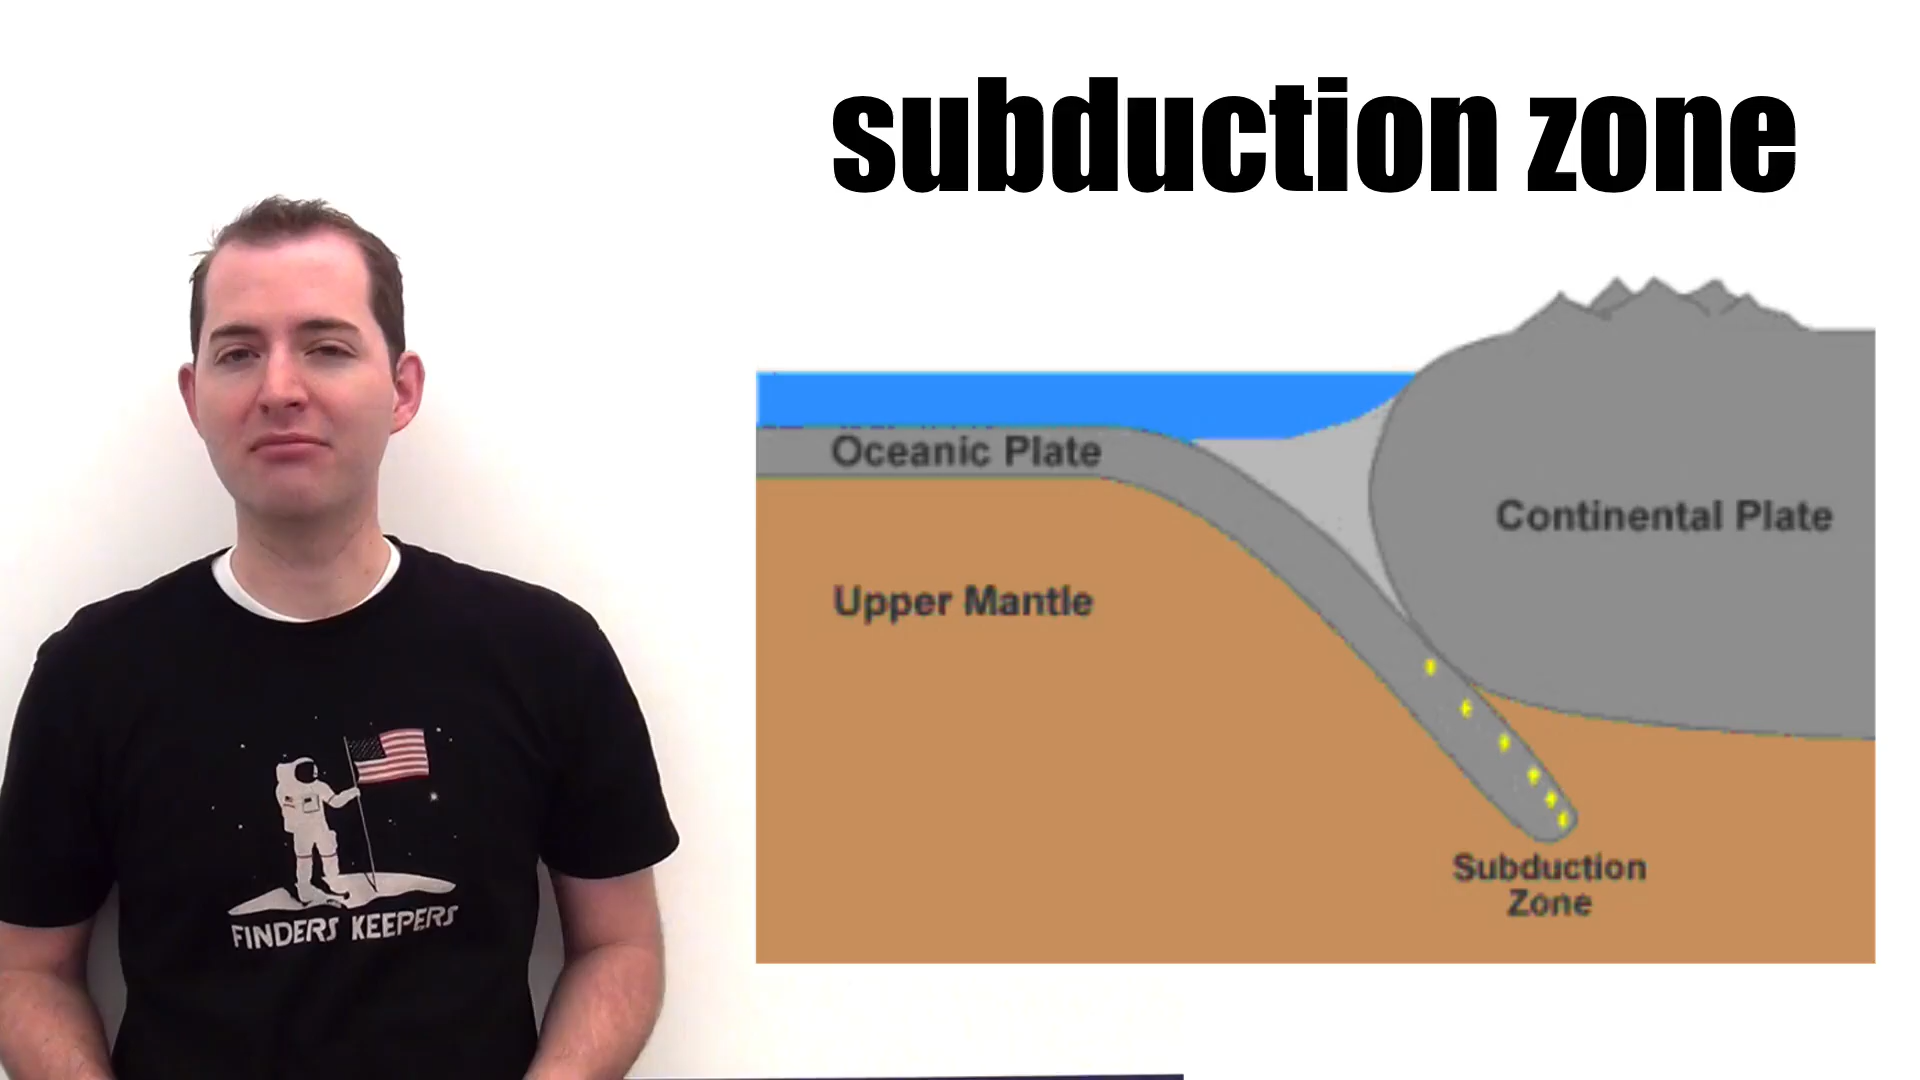 subduction zone
Oceanic Plate
Continental Plate
Upper Mantle
Subduction
Zone
FINDERS KEEPERS